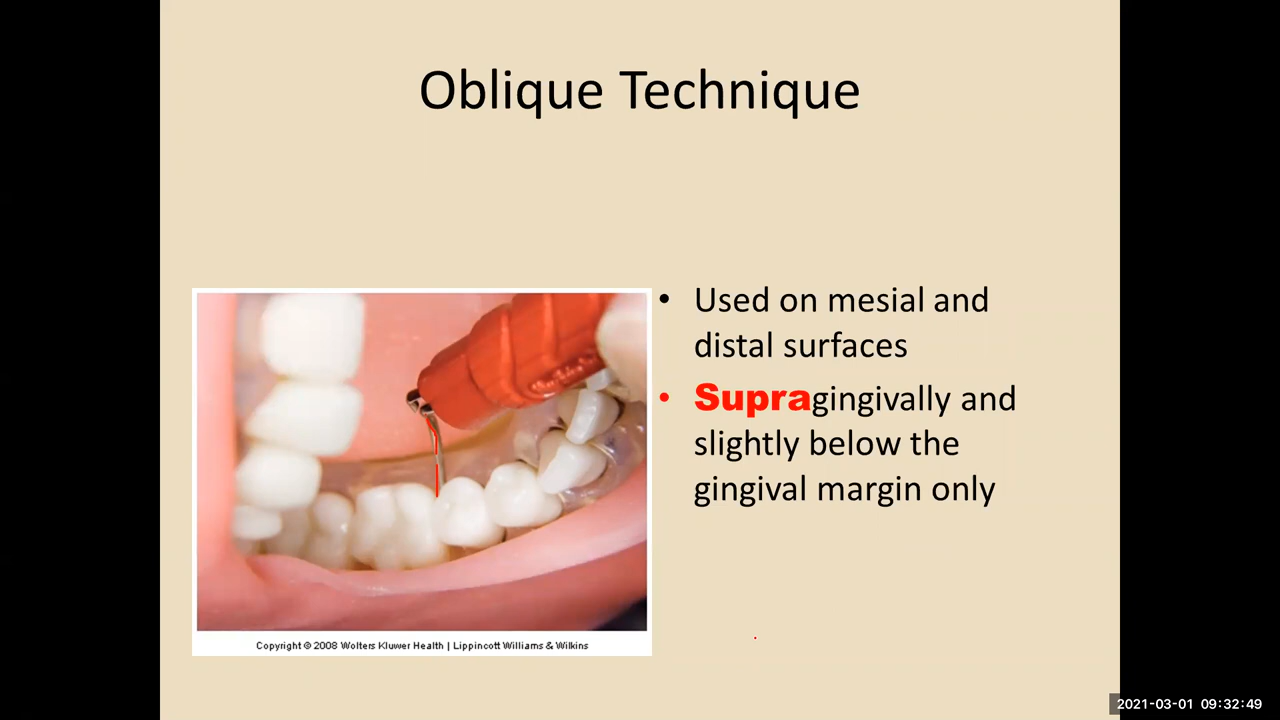 Oblique Technique
• Used on mesial and
distal surfaces
• Supragingivally and
slightly below the
gingival margin only
Copyright © 2008 Wolters Kluwer Health | Lippincott Williams & Wilkins
2021-03-01 09:32:49